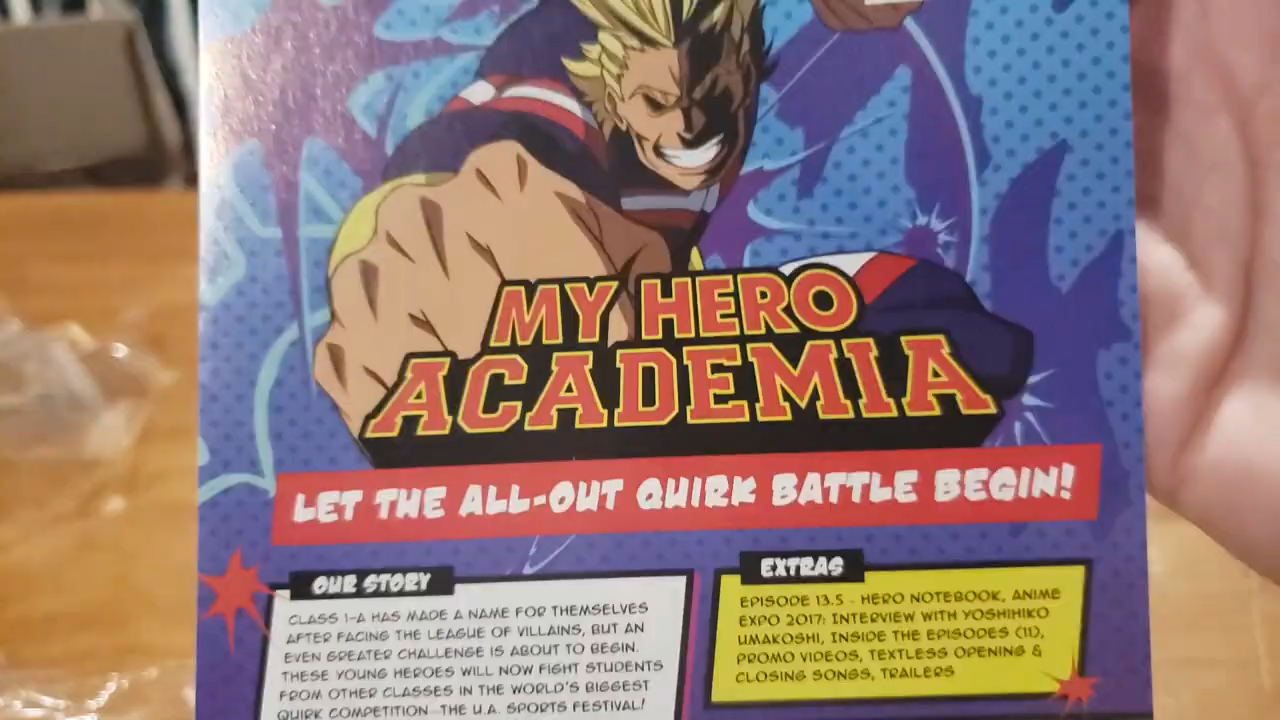 MY HERO
ACADEMIA
LET THE ALL-OUT QUIRK BATTLE BEGIN!
OUR STORY
CLASS 1-A HAS MADE A NAME FOR THEMSELVES
AFTER FACING THE LEAGUE OF VILLAINS, BUT AN
EVEN GREATER CHALLENGE IS ABOUT TO BEGIN.
THESE YOUNG HEROES WILL NOW FIGHT STUDENTS
FROM OTHER CLASSES IN THE WORLD'S BIGGEST
QUIRK COMPETITION—THE U.A. SPORTS FESTIVAL!
EXTRAS
EPISODE 13.5 - HERO NOTEBOOK, ANIME
EXPO 2017: INTERVIEW WITH YOSHIHIKO
UMAKOSHI, INSIDE THE EPISODES (11),
PROMO VIDEOS, TEXTLESS OPENING &
CLOSING SONGS, TRAILERS